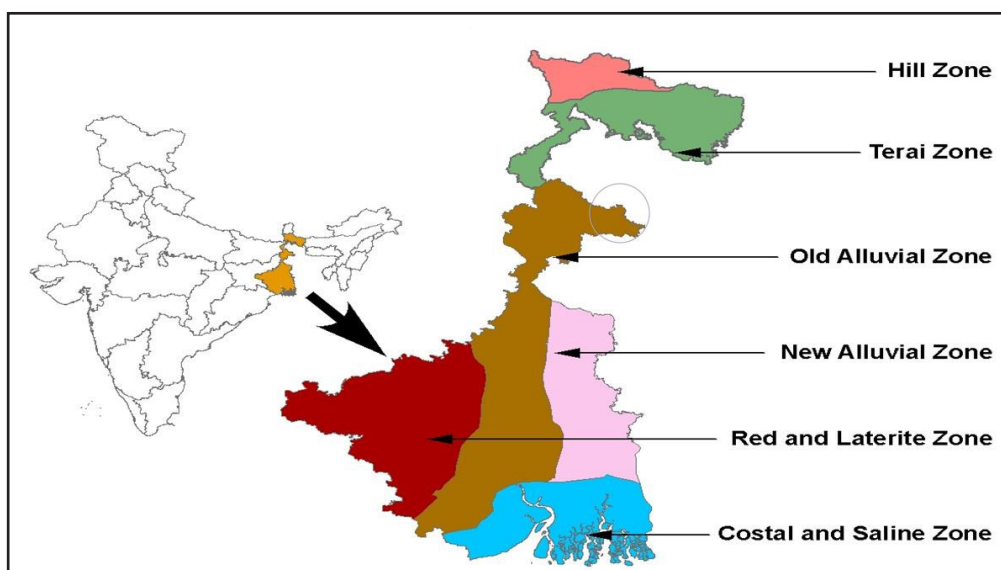 Hill Zone
Terai Zone
Old Alluvial Zone
New Alluvial Zone
Red and Laterite Zone
Costal and Saline Zone